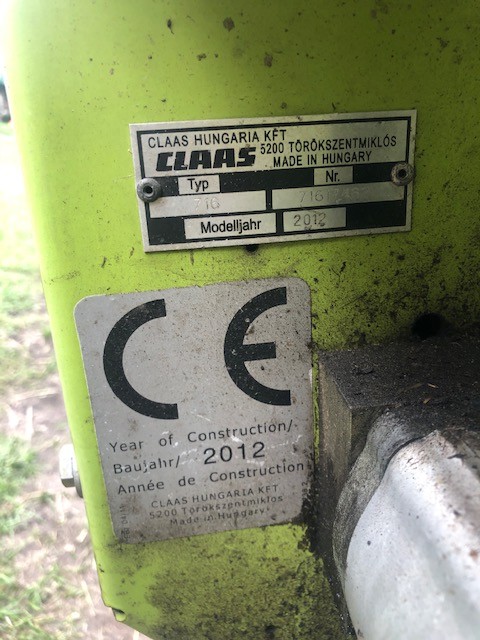 CLAAS HUNGARIA KFT
CLAAS 5200 TÖRÖKSZENTMIKLÓS
MADE IN HUNGARY
Typ Nr.
716
Modelljahr 2012
CE
Year of Construction/
Baujahr/ 2012
Année de Construction
CLAAS HUNGARIA KFT
5200 Törökszentmiklós
Made in Hungary